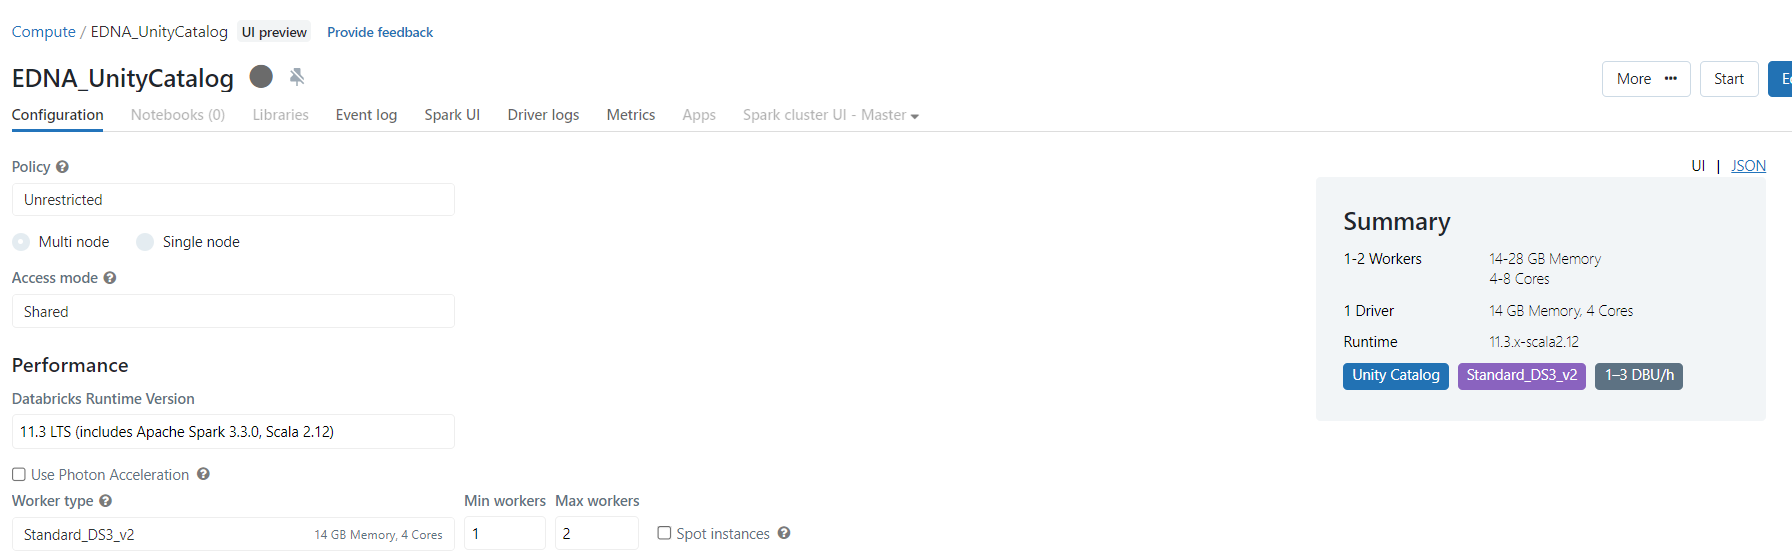 Compute / EDNA_UnityCatalog UI preview Provide feedback
EDNA_UnityCatalog
More ••• Start
Configuration Notebooks (0) Libraries Event log Spark UI Driver logs Metrics Apps Spark cluster UI - Master
Policy
Unrestricted
Multi node Single node
Access mode
Shared
Performance
Databricks Runtime Version
11.3 LTS (includes Apache Spark 3.3.0, Scala 2.12)
Use Photon Acceleration
Worker type Min workers Max workers
Standard_DS3_v2 14 GB Memory, 4 Cores 1 2 Spot instances
UI | JSON
Summary
1-2 Workers 14-28 GB Memory
4-8 Cores
1 Driver 14 GB Memory, 4 Cores
Runtime 11.3.x-scala2.12
Unity Catalog Standard_DS3_v2 1–3 DBU/h